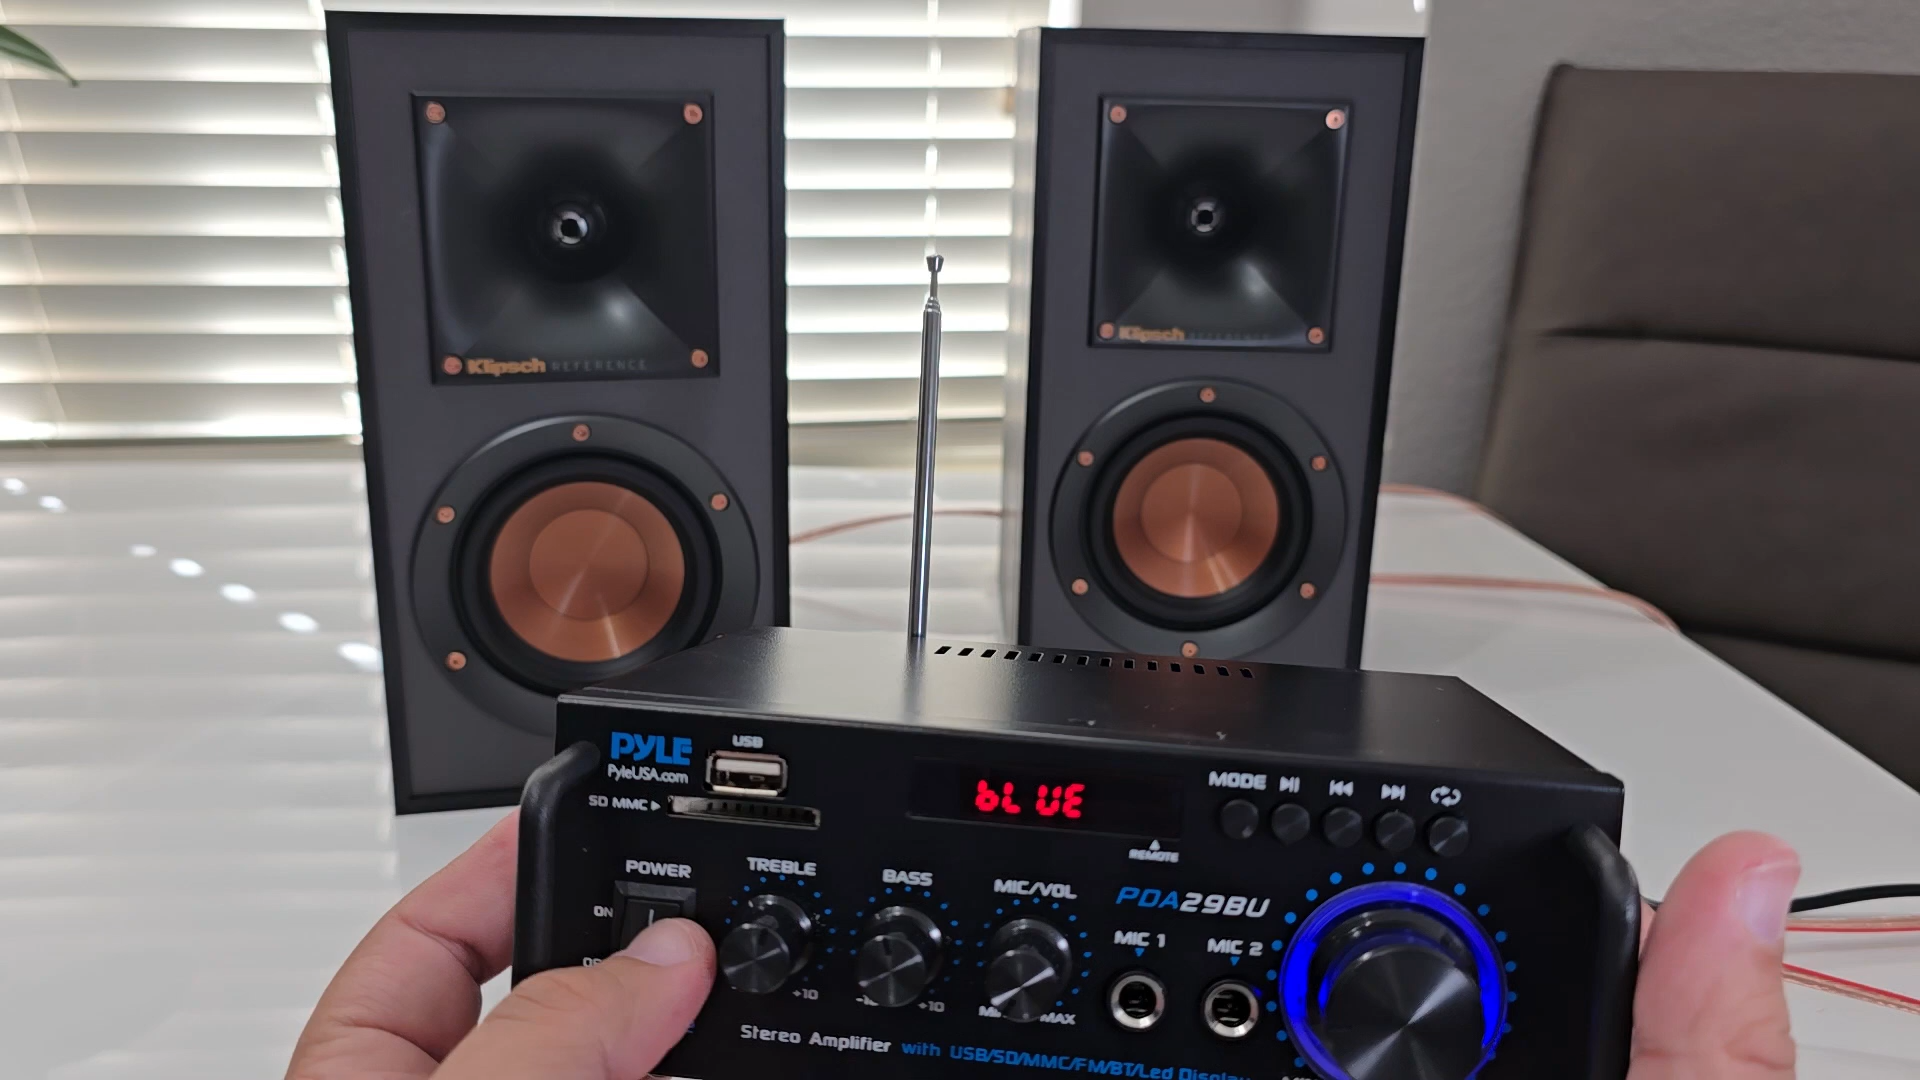 Klipsch REFERENCE
Klipsch REFERENCE
PYLE
PyleUSA.com
USB
SD MMC
bLUE
REMOTE
MODE
POWER
ON
TREBLE
+10
BASS
+10
MIC/VOL
MAX
PDA29BU
MIC 1
MIC 2
Stereo Amplifier with USB/SD/MMC/FM/BT/Led Display